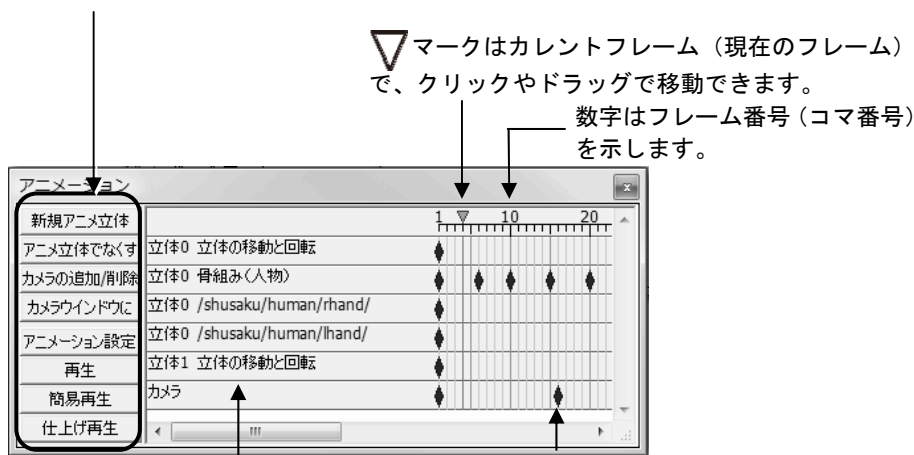 ▽マークはカレントフレーム（現在のフレーム）
で、クリックやドラッグで移動できます。
数字はフレーム番号（コマ番号）
を示します。
アニメーション
1 10 20
新規アニメ立体
アニメ立体でなくす
カメラの追加/削除
カメラウインドウに
アニメーション設定
再生
簡易再生
仕上げ再生
立体0 立体の移動と回転
立体0 骨組み(人物)
立体0 /shusaku/human/rhand/
立体0 /shusaku/human/lhand/
立体1 立体の移動と回転
カメラ